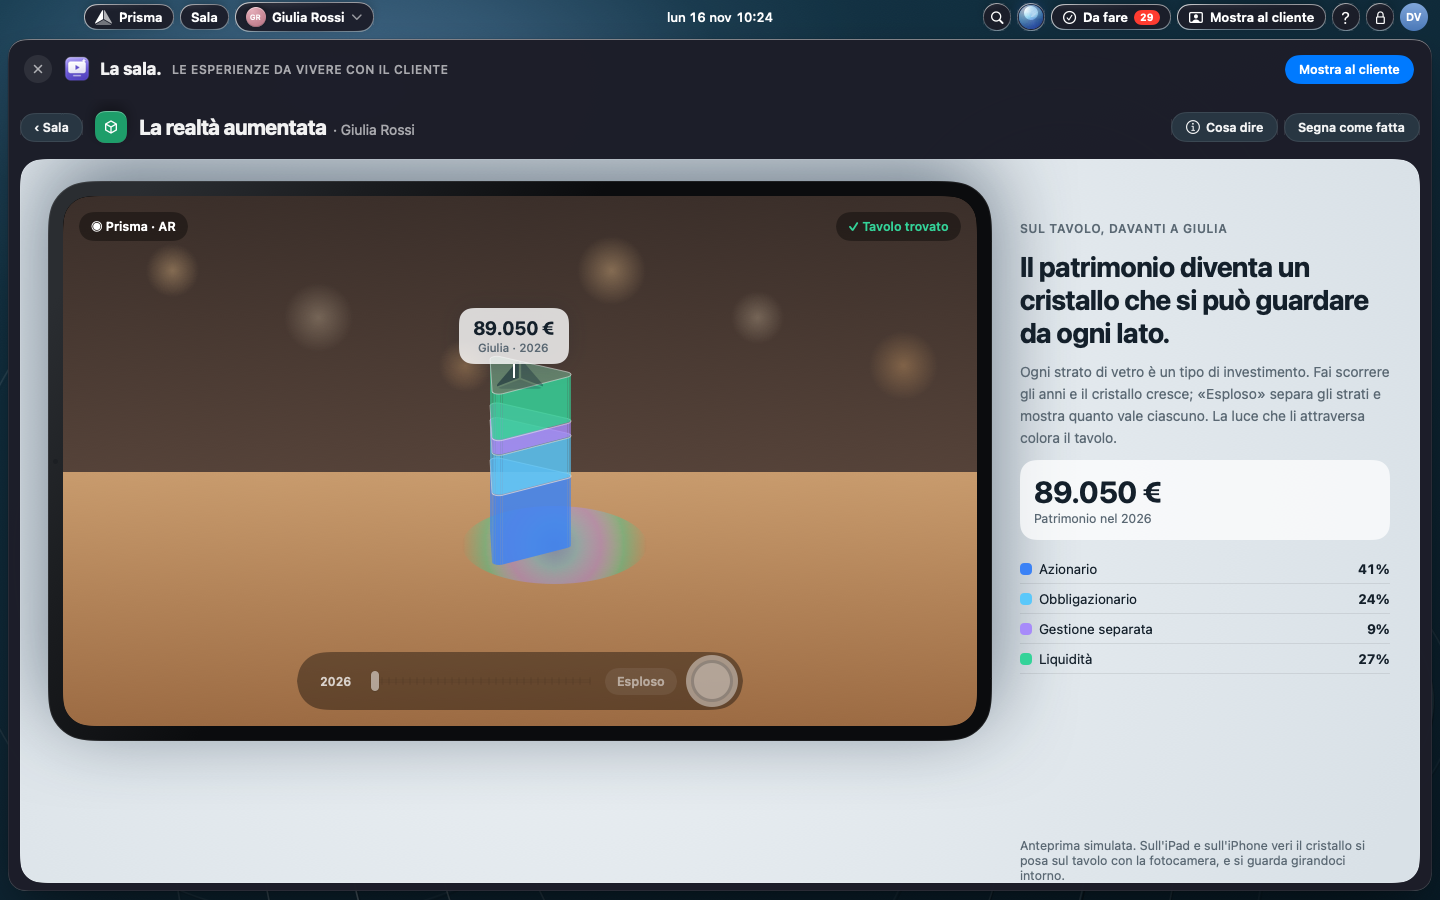 Prisma
Sala
GR Giulia Rossi
lun 16 nov 10:24
Da fare 29
Mostra al cliente
?
DV
La sala. LE ESPERIENZE DA VIVERE CON IL CLIENTE
Mostra al cliente
‹ Sala
La realtà aumentata · Giulia Rossi
Cosa dire
Segna come fatta
Prisma · AR
Tavolo trovato
89.050 €
Giulia · 2026
2026
Esploso
SUL TAVOLO, DAVANTI A GIULIA
Il patrimonio diventa un
cristallo che si può guardare
da ogni lato.
Ogni strato di vetro è un tipo di investimento. Fai scorrere
gli anni e il cristallo cresce; «Esploso» separa gli strati e
mostra quanto vale ciascuno. La luce che li attraversa
colora il tavolo.
89.050 €
Patrimonio nel 2026
Azionario 41%
Obbligazionario 24%
Gestione separata 9%
Liquidità 27%
Anteprima simulata. Sull'iPad e sull'iPhone veri il cristallo si
posa sul tavolo con la fotocamera, e si guarda girandoci
intorno.